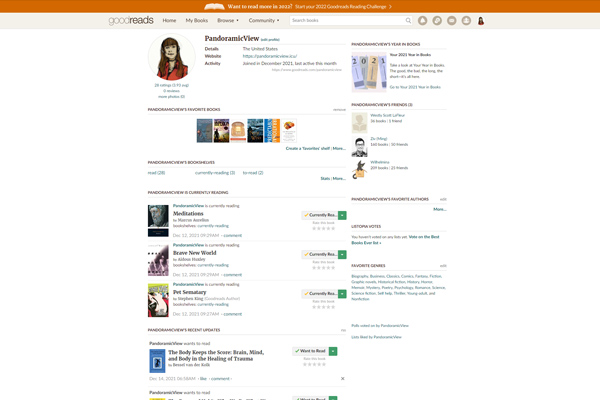 Want to read more in 2022? Start your 2022 Goodreads Reading Challenge
goodreads
Home
My Books
Browse
Community
Search books
PandoramicView (edit profile)
Details The United States
Website https://pandoramicview.icu/
Activity Joined in December 2021, last active this month
https://www.goodreads.com/pandoramicview
28 ratings (3.93 avg)
0 reviews
more photos (0)
PANDORAMICVIEW'S FAVORITE BOOKS
Create a 'favorites' shelf | More...
PANDORAMICVIEW'S BOOKSHELVES
read (28) currently-reading (3) to-read (2)
Stats | More...
PANDORAMICVIEW IS CURRENTLY READING
PandoramicView is currently reading
Meditations
by Marcus Aurelius
bookshelves: currently-reading
Dec 12, 2021 09:29AM · comment
Currently Rea...
Rate this book
PandoramicView is currently reading
Brave New World
by Aldous Huxley
bookshelves: currently-reading
Dec 12, 2021 09:29AM · comment
Currently Rea...
Rate this book
PandoramicView is currently reading
Pet Sematary
by Stephen King (Goodreads Author)
bookshelves: currently-reading
Dec 12, 2021 09:27AM · comment
Currently Rea...
Rate this book
PANDORAMICVIEW'S RECENT UPDATES
PandoramicView wants to read
The Body Keeps the Score: Brain, Mind,
and Body in the Healing of Trauma
by Bessel van der Kolk
Want to Read
Rate this book
Dec 14, 2021 06:58AM · like · comment ·
PandoramicView wants to read
PANDORAMICVIEW'S YEAR IN BOOKS
2021
Your 2021 Year in Books
Take a look at Your Year in Books.
The good, the bad, the long, the
short—it's all here.
Go to Your 2021 Year in Books
PANDORAMICVIEW'S FRIENDS (3)
Wordly Scott LeFleur
26 books | 5 friend
Zin (Ming)
160 books | 50 friends
Wilhelmina
209 books | 23 friends
PANDORAMICVIEW'S FAVORITE AUTHORS
edit
More...
LISTOPIA VOTES
You haven't voted on any lists yet. Vote on the Best
Books Ever list »
FAVORITE GENRES
edit
Biography, Business, Classics, Comics, Fantasy, Fiction,
Graphic novels, Historical fiction, History, Horror,
Memoir, Mystery, Poetry, Psychology, Romance, Science,
Science fiction, Self help, Thriller, Young-adult, and
Nonfiction
Polls voted on by PandoramicView
Lists liked by PandoramicView